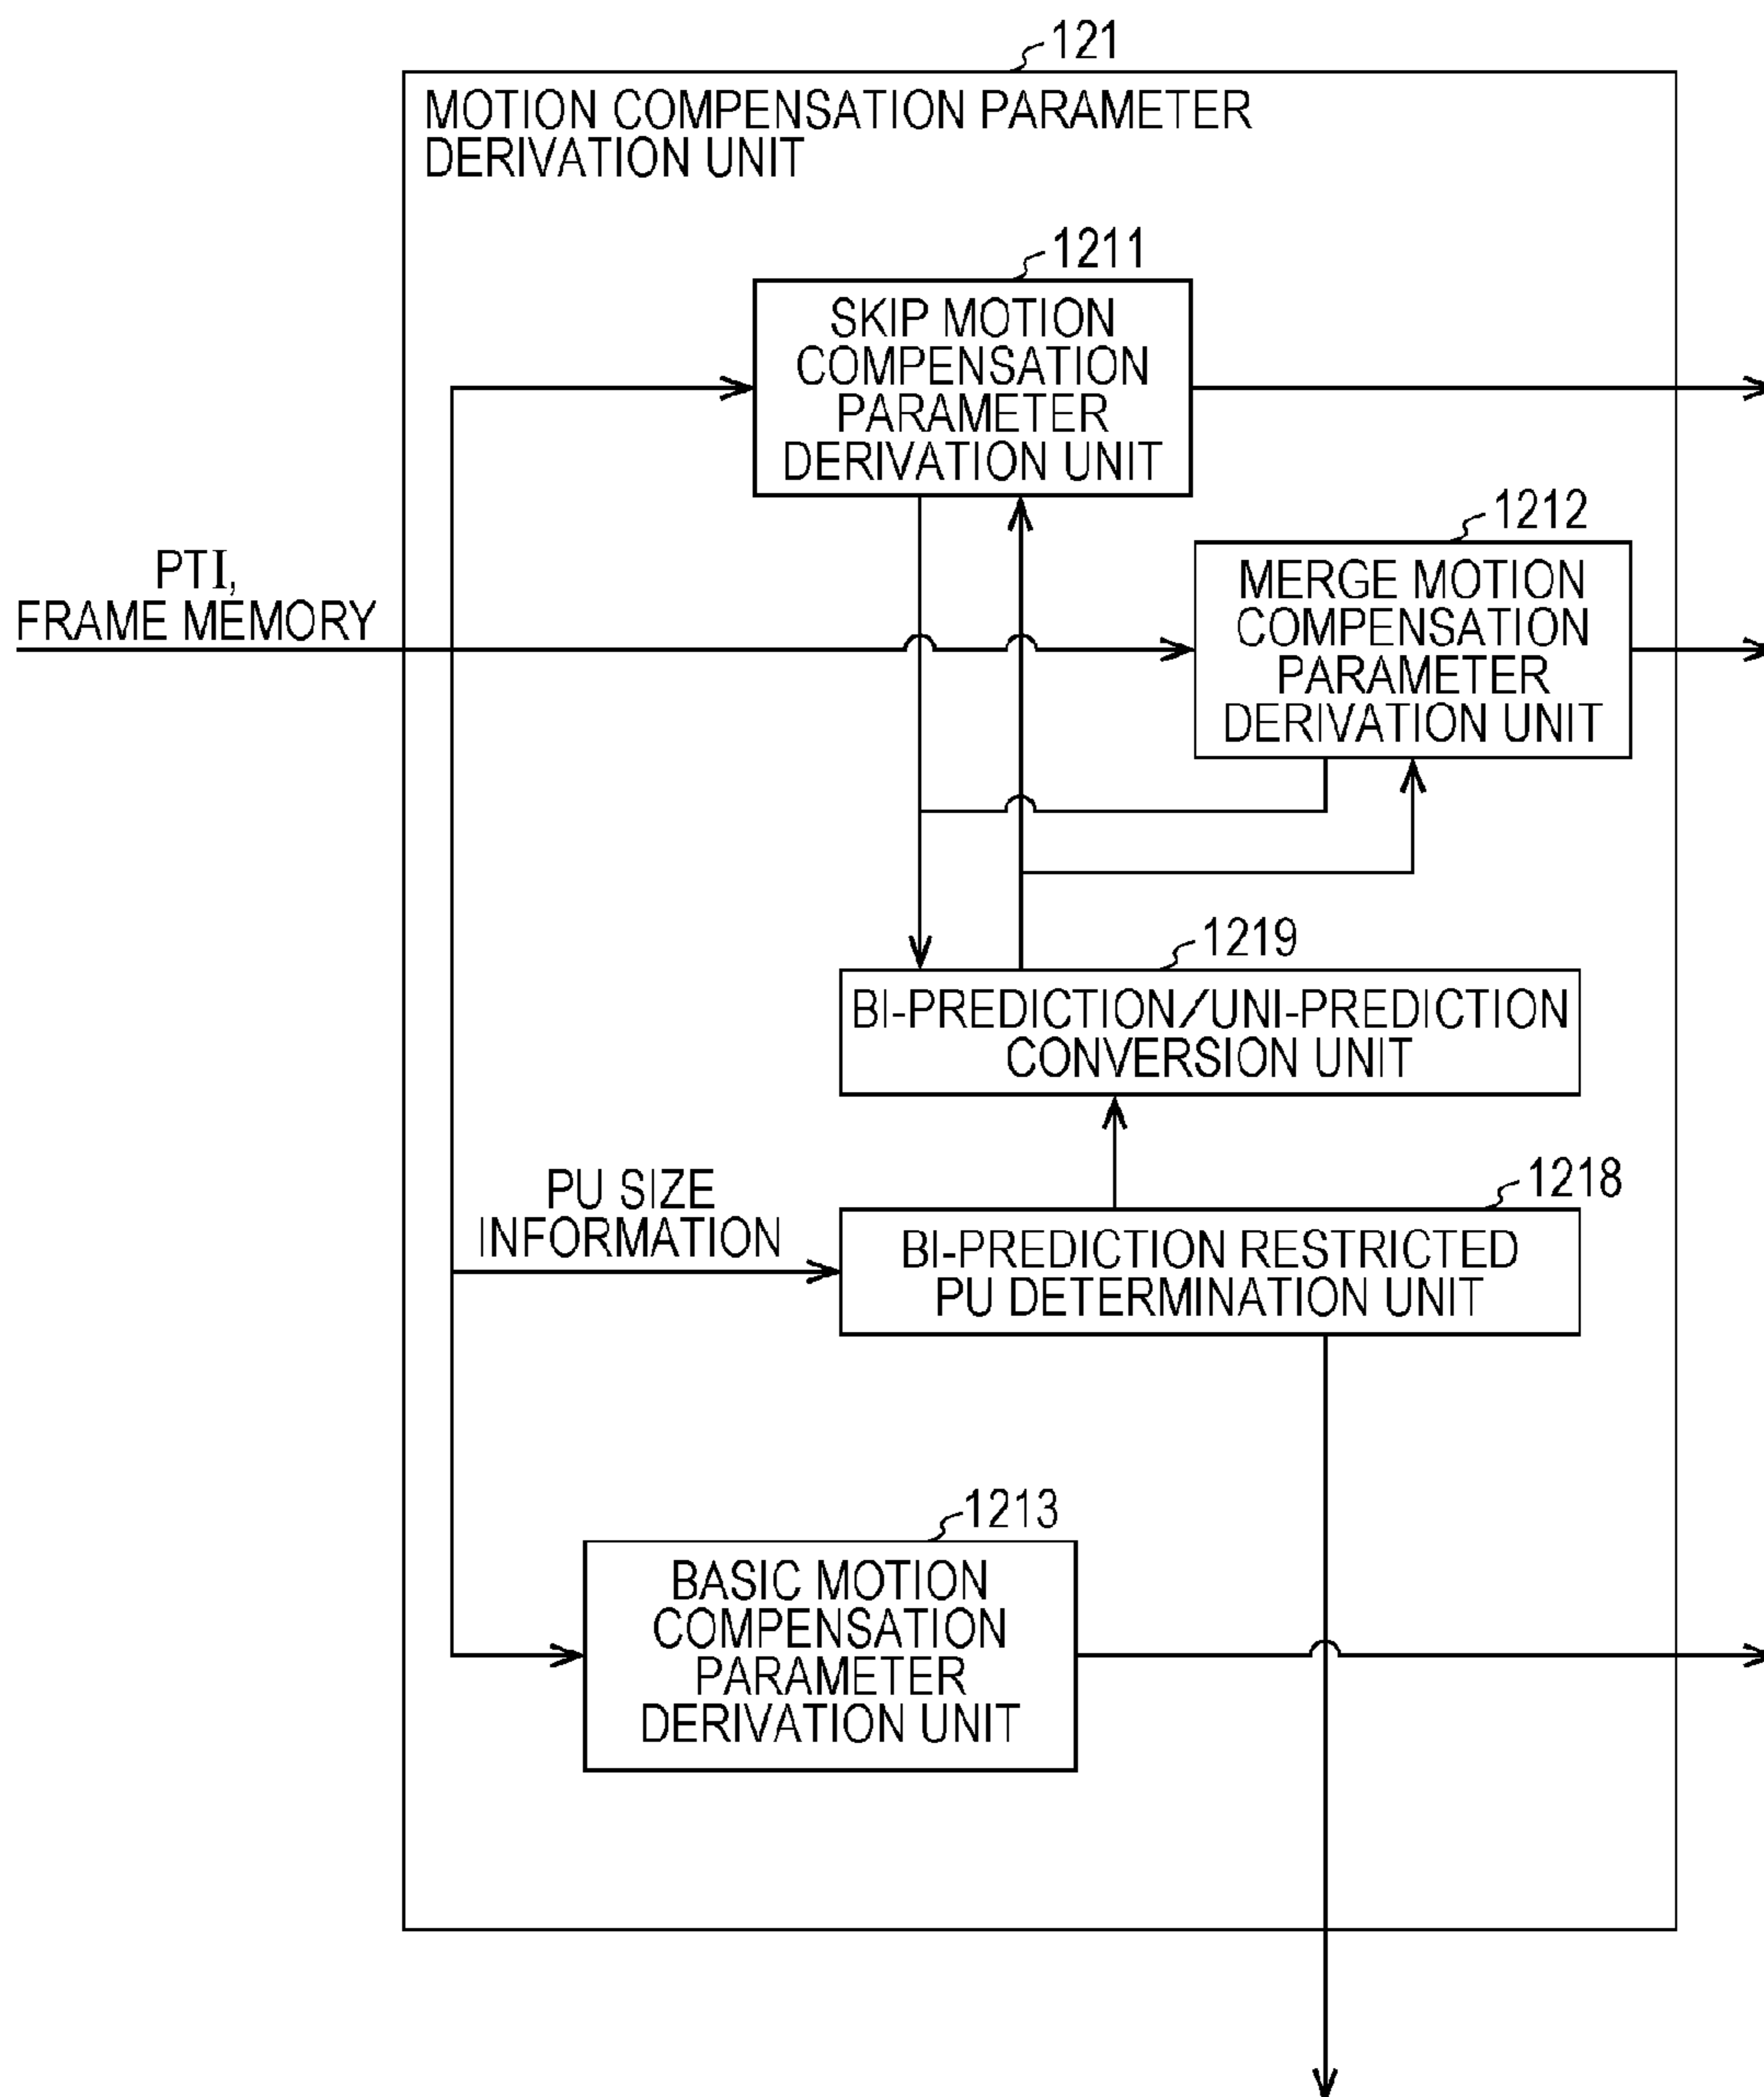 121
MOTION COMPENSATION PARAMETER
DERIVATION UNIT
1211
SKIP MOTION
COMPENSATION
PARAMETER
DERIVATION UNIT
1212
PTI,
FRAME MEMORY
MERGE MOTION
COMPENSATION
PARAMETER
DERIVATION UNIT
1219
BI-PREDICTION/UNI-PREDICTION
CONVERSION UNIT
PU SIZE
INFORMATION
1218
BI-PREDICTION RESTRICTED
PU DETERMINATION UNIT
1213
BASIC MOTION
COMPENSATION
PARAMETER
DERIVATION UNIT